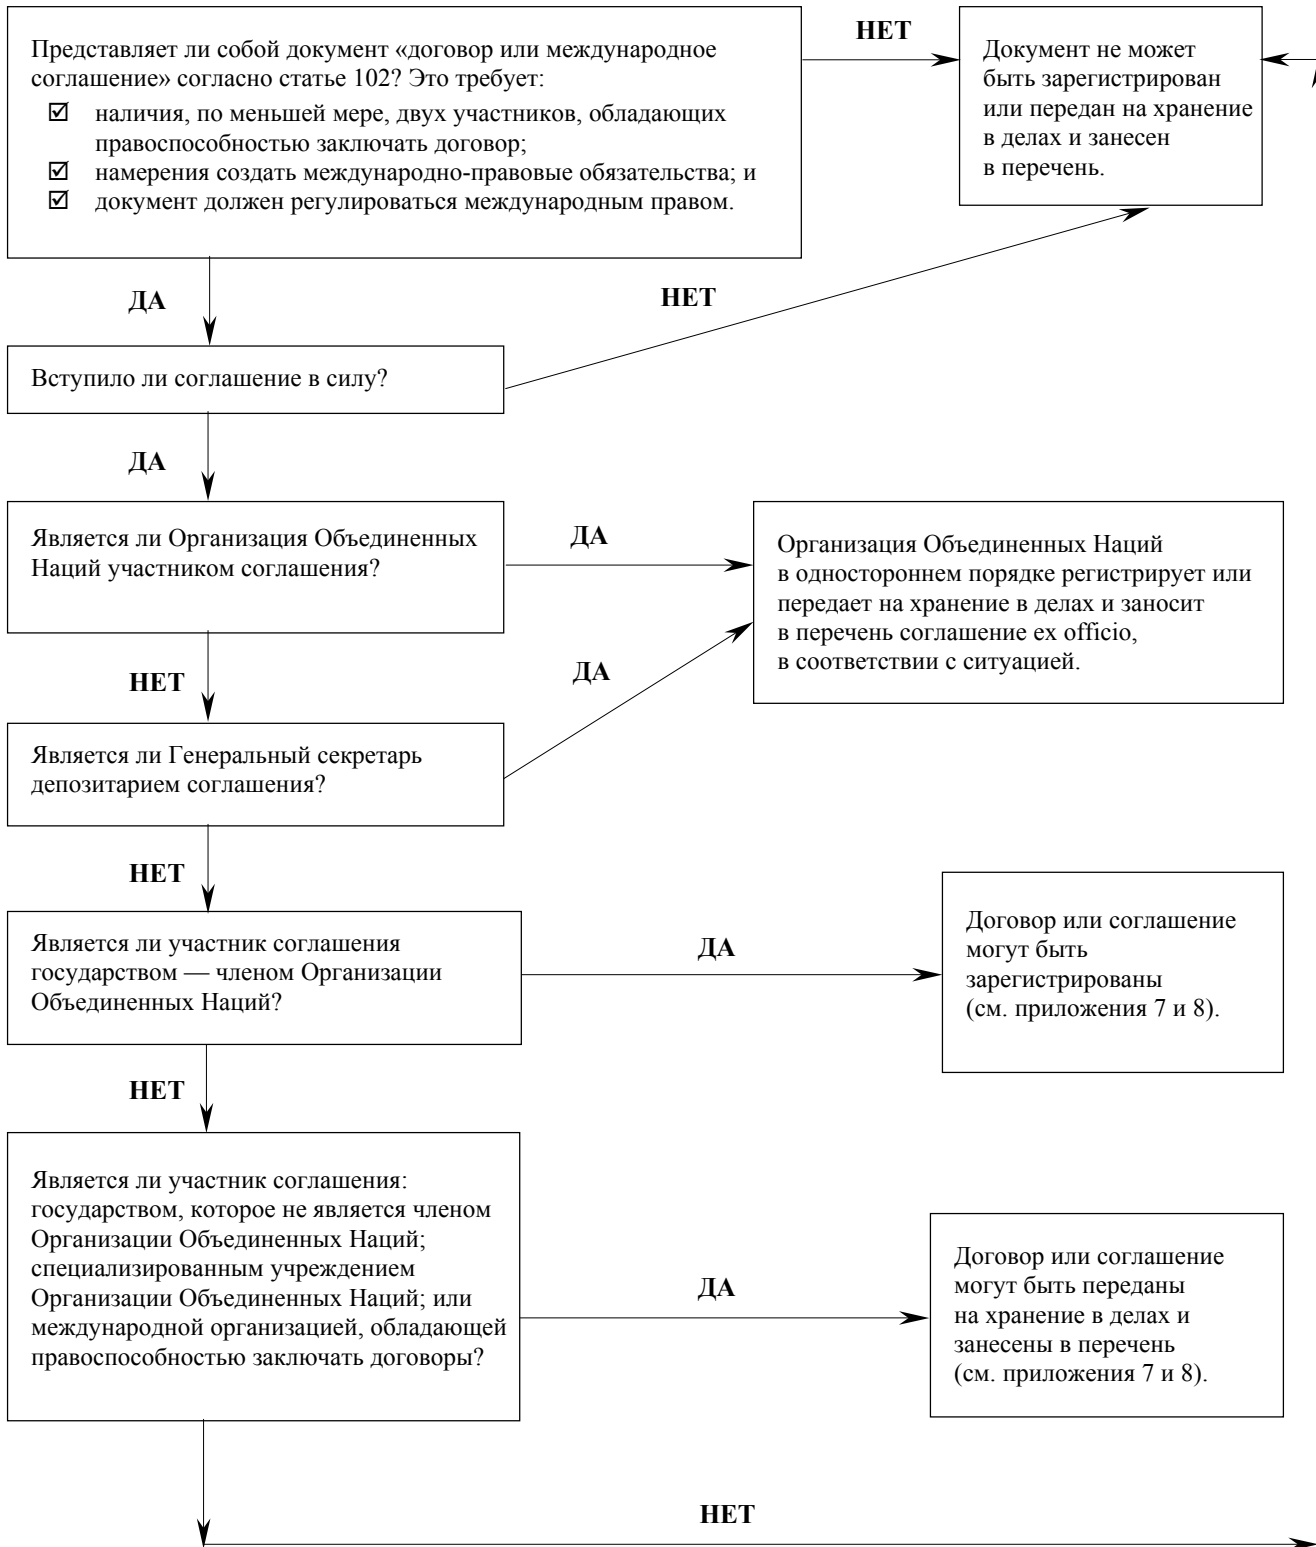 Представляет ли собой документ «договор или международное
соглашение» согласно статье 102? Это требует:
☑ наличия, по меньшей мере, двух участников, обладающих
правоспособностью заключать договор;
☑ намерения создать международно-правовые обязательства; и
☑ документ должен регулироваться международным правом.
НЕТ
Документ не может
быть зарегистрирован
или передан на хранение
в делах и занесен
в перечень.
ДА
НЕТ
Вступило ли соглашение в силу?
ДА
Является ли Организация Объединенных
Наций участником соглашения?
ДА
Организация Объединенных Наций
в одностороннем порядке регистрирует или
передает на хранение в делах и заносит
в перечень соглашение ex officio,
в соответствии с ситуацией.
НЕТ
ДА
Является ли Генеральный секретарь
депозитарием соглашения?
НЕТ
Является ли участник соглашения
государством — членом Организации
Объединенных Наций?
ДА
Договор или соглашение
могут быть
зарегистрированы
(см. приложения 7 и 8).
НЕТ
Является ли участник соглашения:
государством, которое не является членом
Организации Объединенных Наций;
специализированным учреждением
Организации Объединенных Наций; или
международной организацией, обладающей
правоспособностью заключать договоры?
ДА
Договор или соглашение
могут быть переданы
на хранение в делах и
занесены в перечень
(см. приложения 7 и 8).
НЕТ